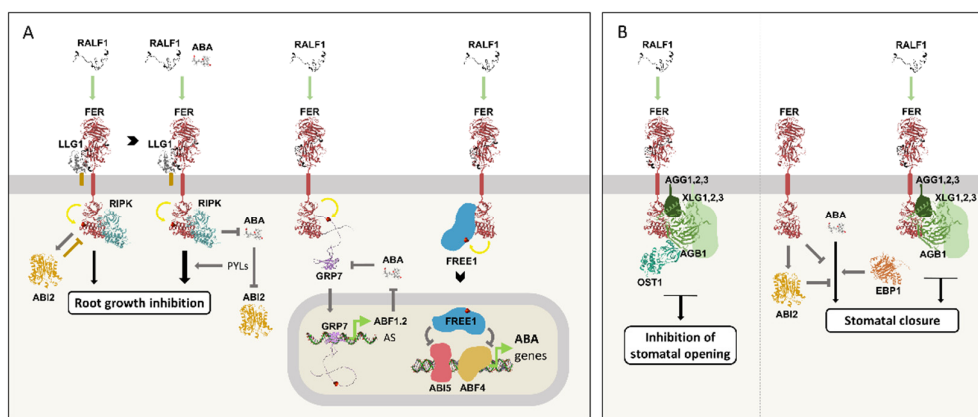 A
RALF1
RALF1
ABA
RALF1
RALF1
FER
FER
FER
FER
LLG1
LLG1
RIPK
RIPK
ABA
PYLs
ABI2
ABI2
Root growth inhibition
GRP7
ABA
FREE1
GRP7
ABF1.2
AS
FREE1
ABA
genes
ABI5
ABF4
B
RALF1
RALF1
FER
FER
FER
AGG1,2,3
XLG1,2,3
AGB1
OST1
Inhibition of
stomatal opening
ABA
ABI2
EBP1
AGG1,2,3
XLG1,2,3
AGB1
Stomatal closure